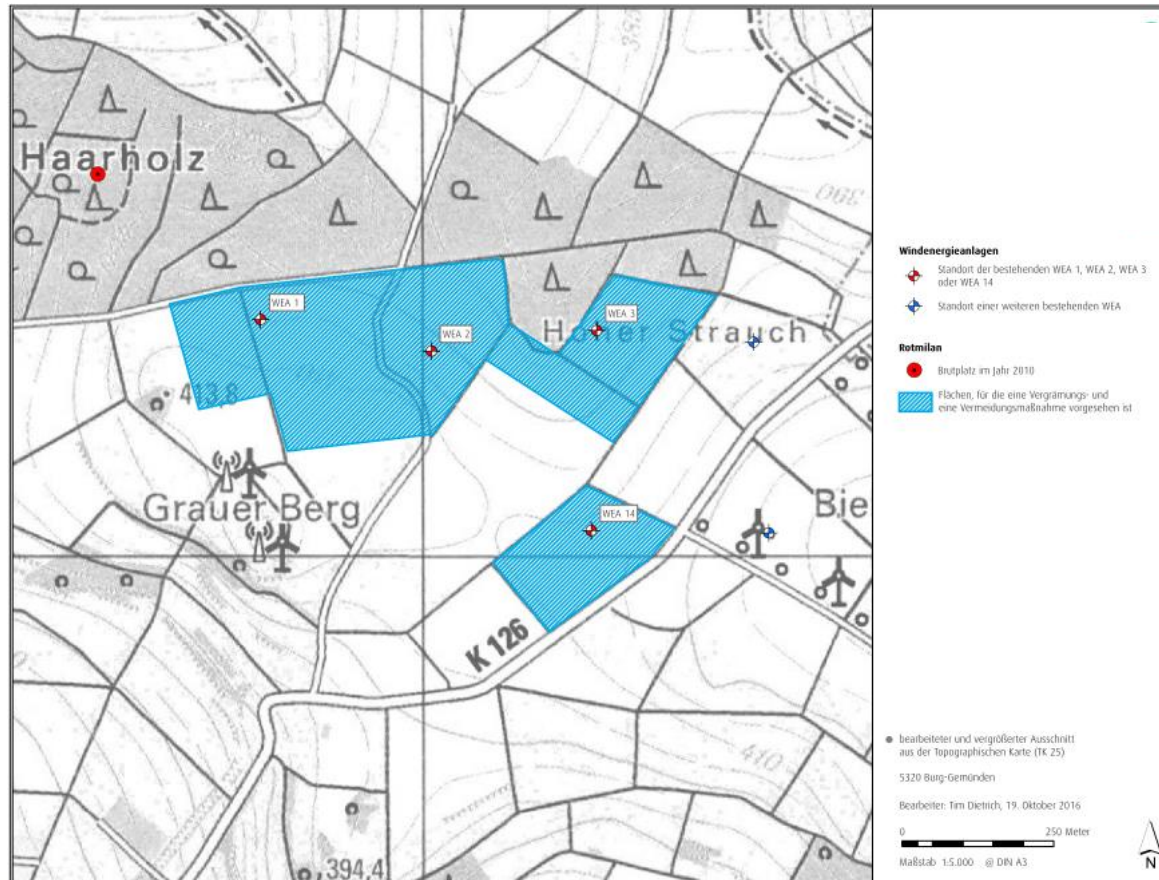 380
Haarholz
390
WEA 1
WEA 2
WEA 3
Hoher Strauch
413,8
Grauer Berg
WEA 14
Bie
K 126
410
394,4
Windenergieanlagen
Standort der bestehenden WEA 1, WEA 2, WEA 3
oder WEA 14
Standort einer weiteren bestehenden WEA
Rotmilan
Brutplatz im Jahr 2010
Flächen, für die eine Vergrämungs- und
eine Vermeidungsmaßnahme vorgesehen ist
bearbeiteter und vergrößerter Ausschnitt
aus der Topographischen Karte (TK 25)
5320 Burg-Gemünden
Bearbeiter: Tim Dietrich, 19. Oktober 2016
0 250 Meter
Maßstab 1:5.000 @ DIN A3
N